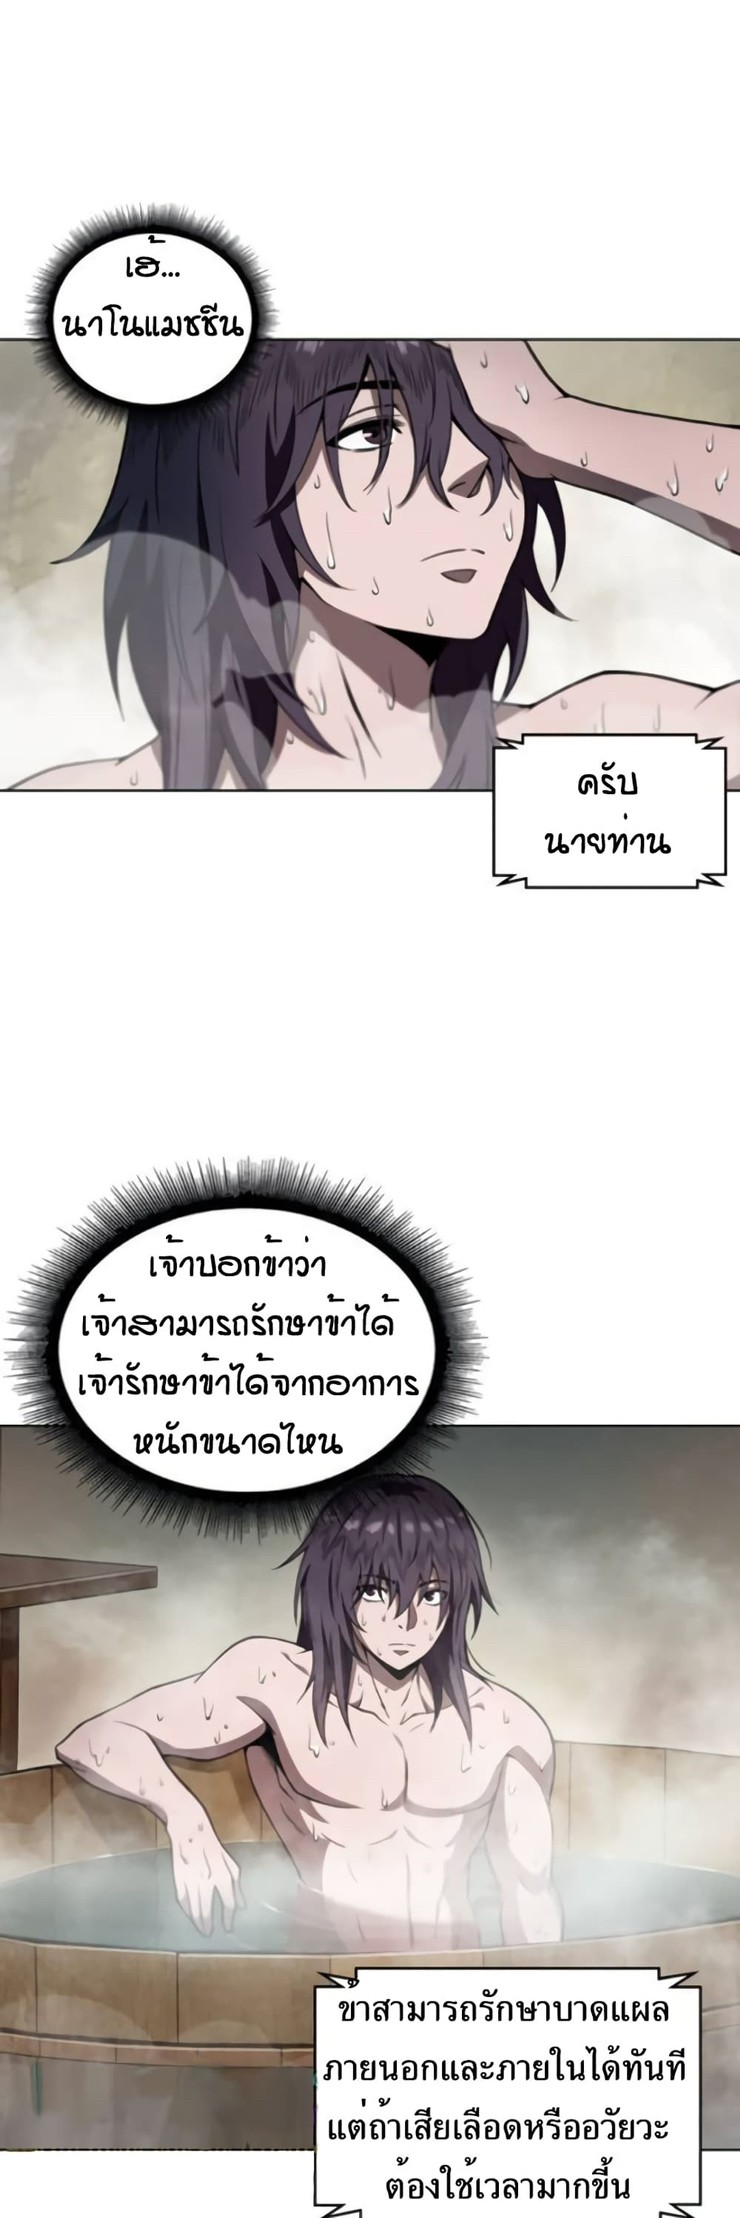 เฮ้...
นาโนแมชชีน
ครับ
นายท่าน
เจ้าบอกข้าว่า
เจ้าสามารถรักษาข้าได้
เจ้ารักษาข้าได้จากอาการ
หนักขนาดไหน
ข้าสามารถรักษาบาดแผล
ภายนอกและภายในได้ทันที
แต่ถ้าเสียเลือดหรืออวัยวะ
ต้องใช้เวลามากขึ้น